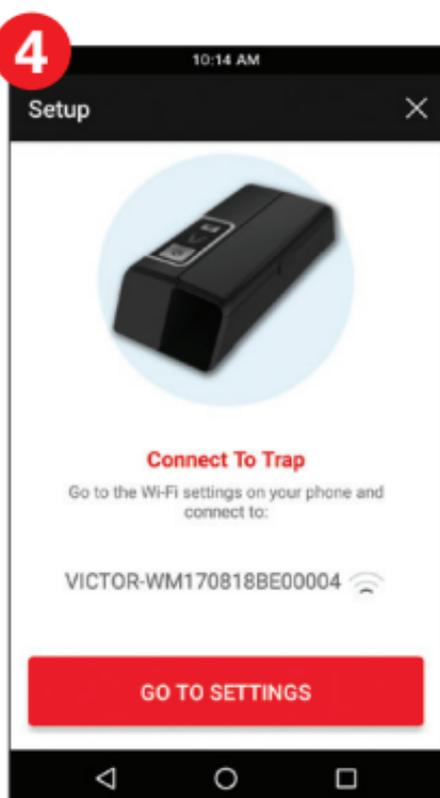 4
10:14 AM
Setup
Connect To Trap
Go to the Wi-Fi settings on your phone and
connect to:
VICTOR-WM170818BE00004
GO TO SETTINGS